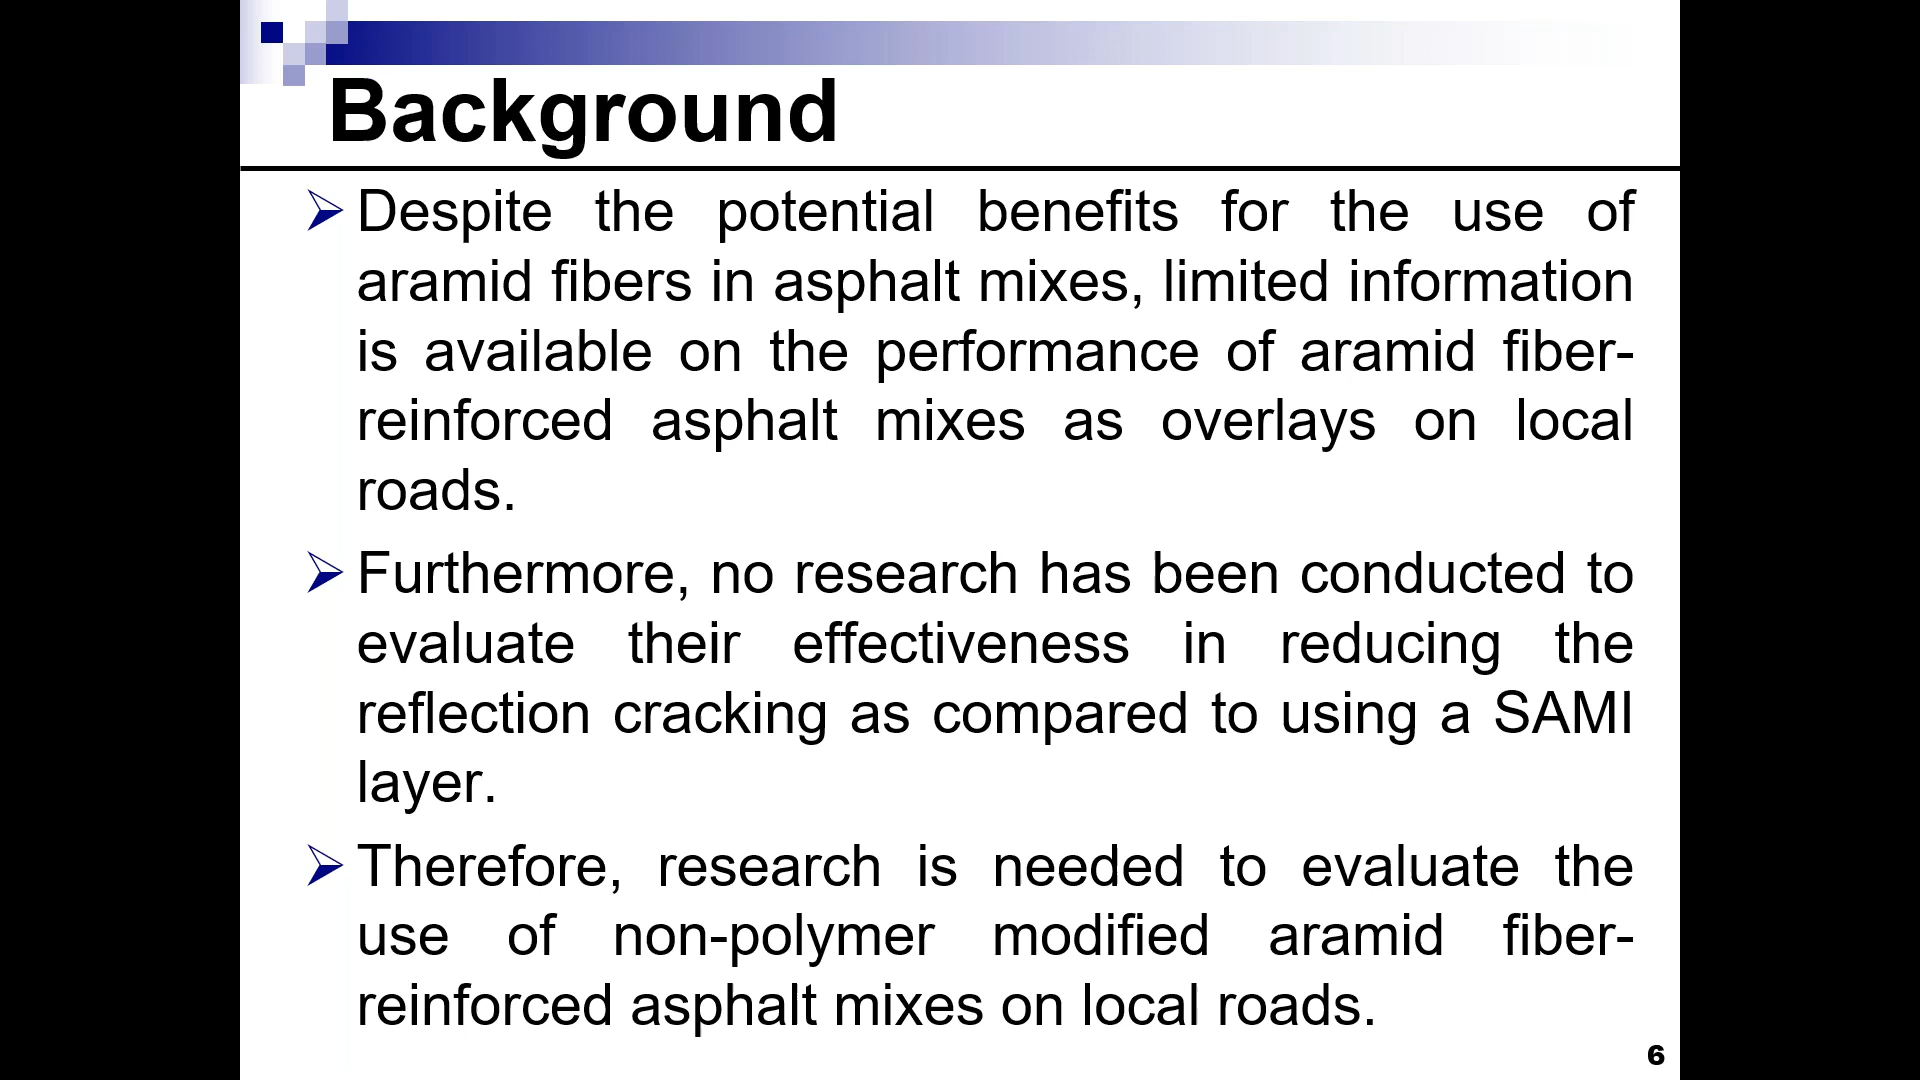 Background
Despite the potential benefits for the use of
aramid fibers in asphalt mixes, limited information
is available on the performance of aramid fiber-
reinforced asphalt mixes as overlays on local
roads.
Furthermore, no research has been conducted to
evaluate their effectiveness in reducing the
reflection cracking as compared to using a SAMI
layer.
Therefore, research is needed to evaluate the
use of non-polymer modified aramid fiber-
reinforced asphalt mixes on local roads.
6